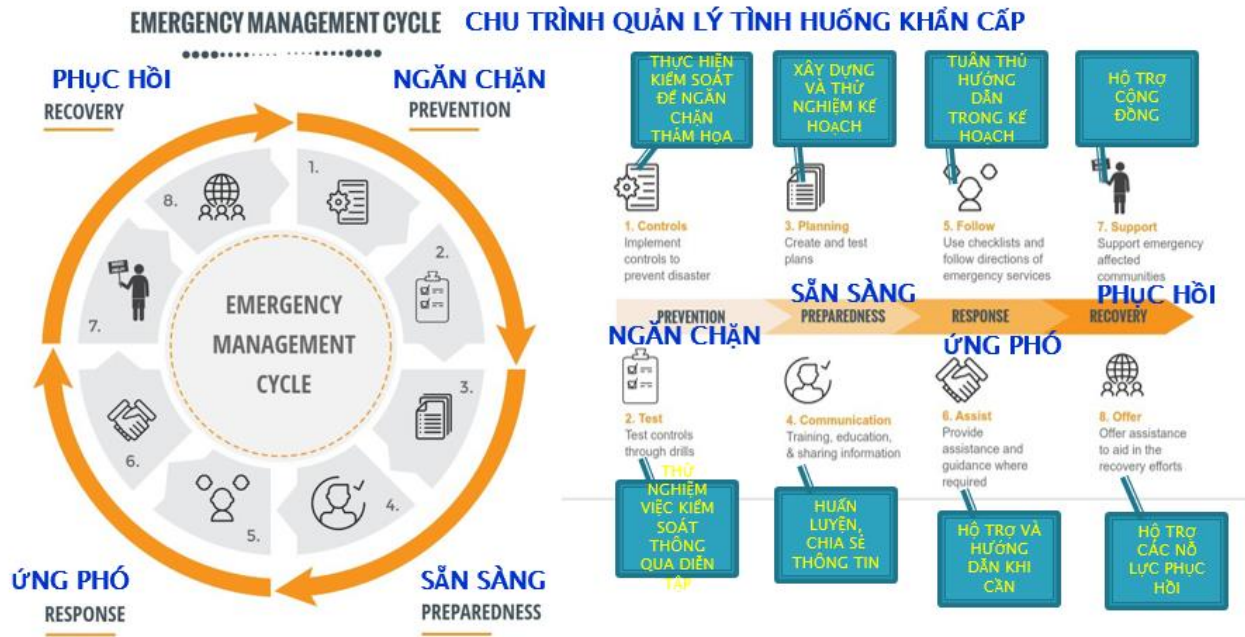 EMERGENCY MANAGEMENT CYCLE CHU TRÌNH QUẢN LÝ TÌNH HUỐNG KHẨN CẤP
PHỤC HỒI
RECOVERY
NGĂN CHẶN
PREVENTION
1.
2.
3.
4.
5.
6.
7.
8.
EMERGENCY
MANAGEMENT
CYCLE
ỨNG PHÓ
RESPONSE
SẴN SÀNG
PREPAREDNESS
THỰC HIỆN
KIỂM SOÁT
ĐỂ NGĂN
CHẶN
THẢM HỌA
XÂY DỰNG
VÀ THỬ
NGHIỆM KẾ
HOẠCH
TUÂN THỦ
HƯỚNG
DẪN
TRONG KẾ
HOẠCH
HỘ TRỢ
CỘNG
ĐỒNG
1. Controls
Implement
controls to
prevent disaster
3. Planning
Create and test
plans
5. Follow
Use checklists and
follow directions of
emergency services
7. Support
Support emergency
affected
communities
PREVENTION
NGĂN CHẶN
SẴN SÀNG
PREPAREDNESS
RESPONSE
ỨNG PHÓ
PHỤC HỒI
RECOVERY
2. Test
Test controls
through drills
4. Communication
Training, education,
& sharing information
6. Assist
Provide
assistance and
guidance where
required
8. Offer
Offer assistance
to aid in the
recovery efforts
THỬ
NGHIỆM
VIỆC KIỂM
SOÁT
THÔNG
QUA DIỄN
TẬP
HUẤN
LUYỆN,
CHIA SẺ
THÔNG TIN
HỘ TRỢ VÀ
HƯỚNG
DẪN KHI
CẦN
HỘ TRỢ
CÁC NỖ
LỰC PHỤC
HỒI